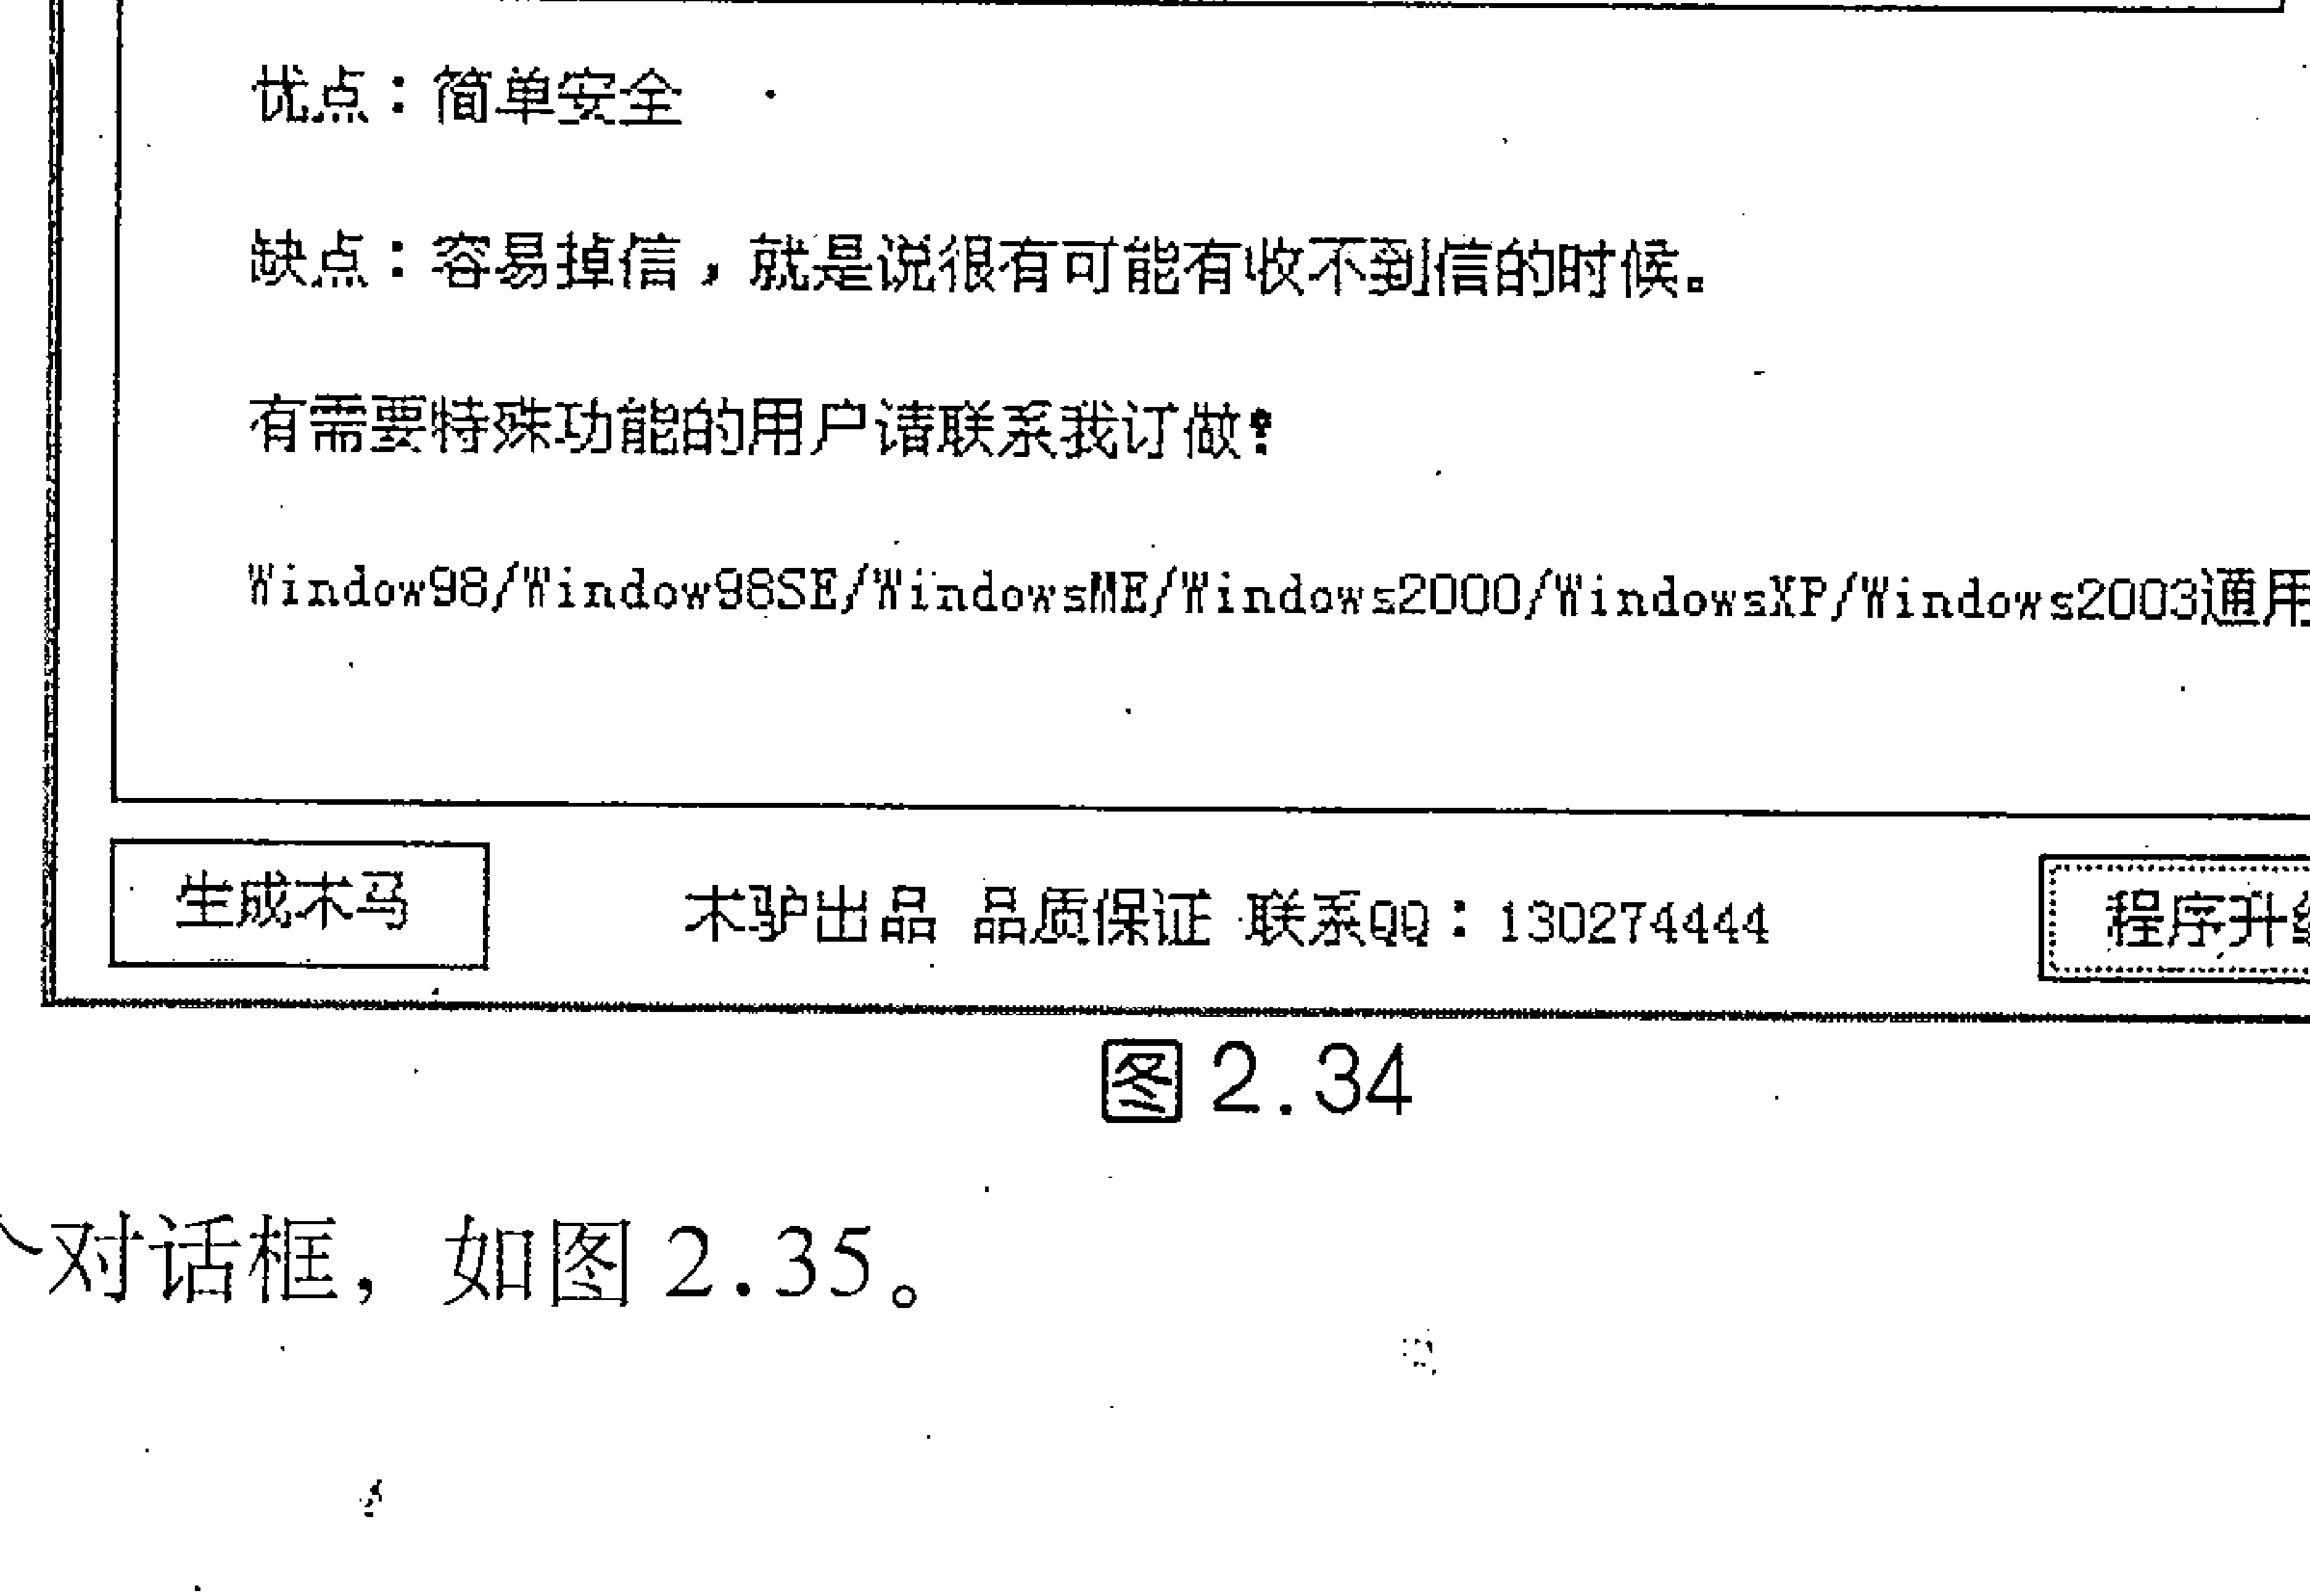 优点：简单安全
缺点：容易掉信，就是说很有可能有收不到信的时候。
有需要特殊功能的用户请联系我订做！
Window98/Window98SE/WindowsME/Windows2000/WindowsXP/Windows2003通用
生成木马 木驴出品 品质保证 联系QQ：130274444 程序升级
图 2.34
个对话框，如图 2.35。